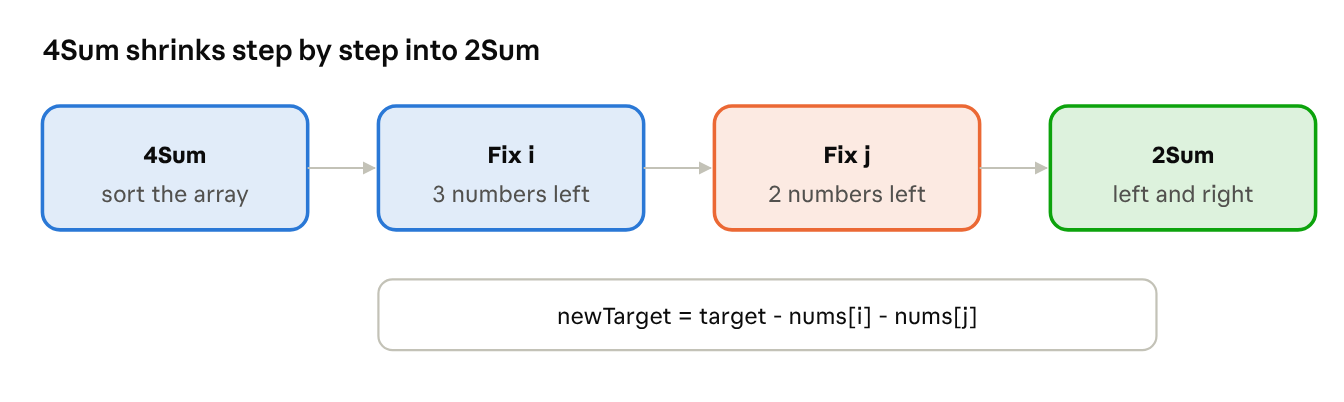 4Sum shrinks step by step into 2Sum
4Sum
sort the array
Fix i
3 numbers left
Fix j
2 numbers left
2Sum
left and right
newTarget = target - nums[i] - nums[j]